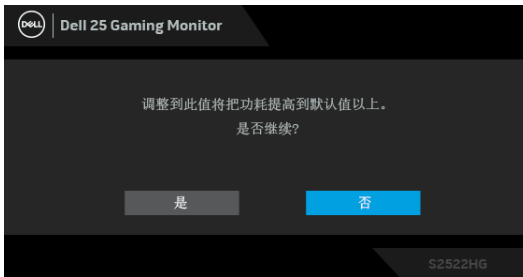 DELL
Dell 25 Gaming Monitor
调整到此值将把功耗提高到默认值以上。
是否继续?
是
否
S2522HG